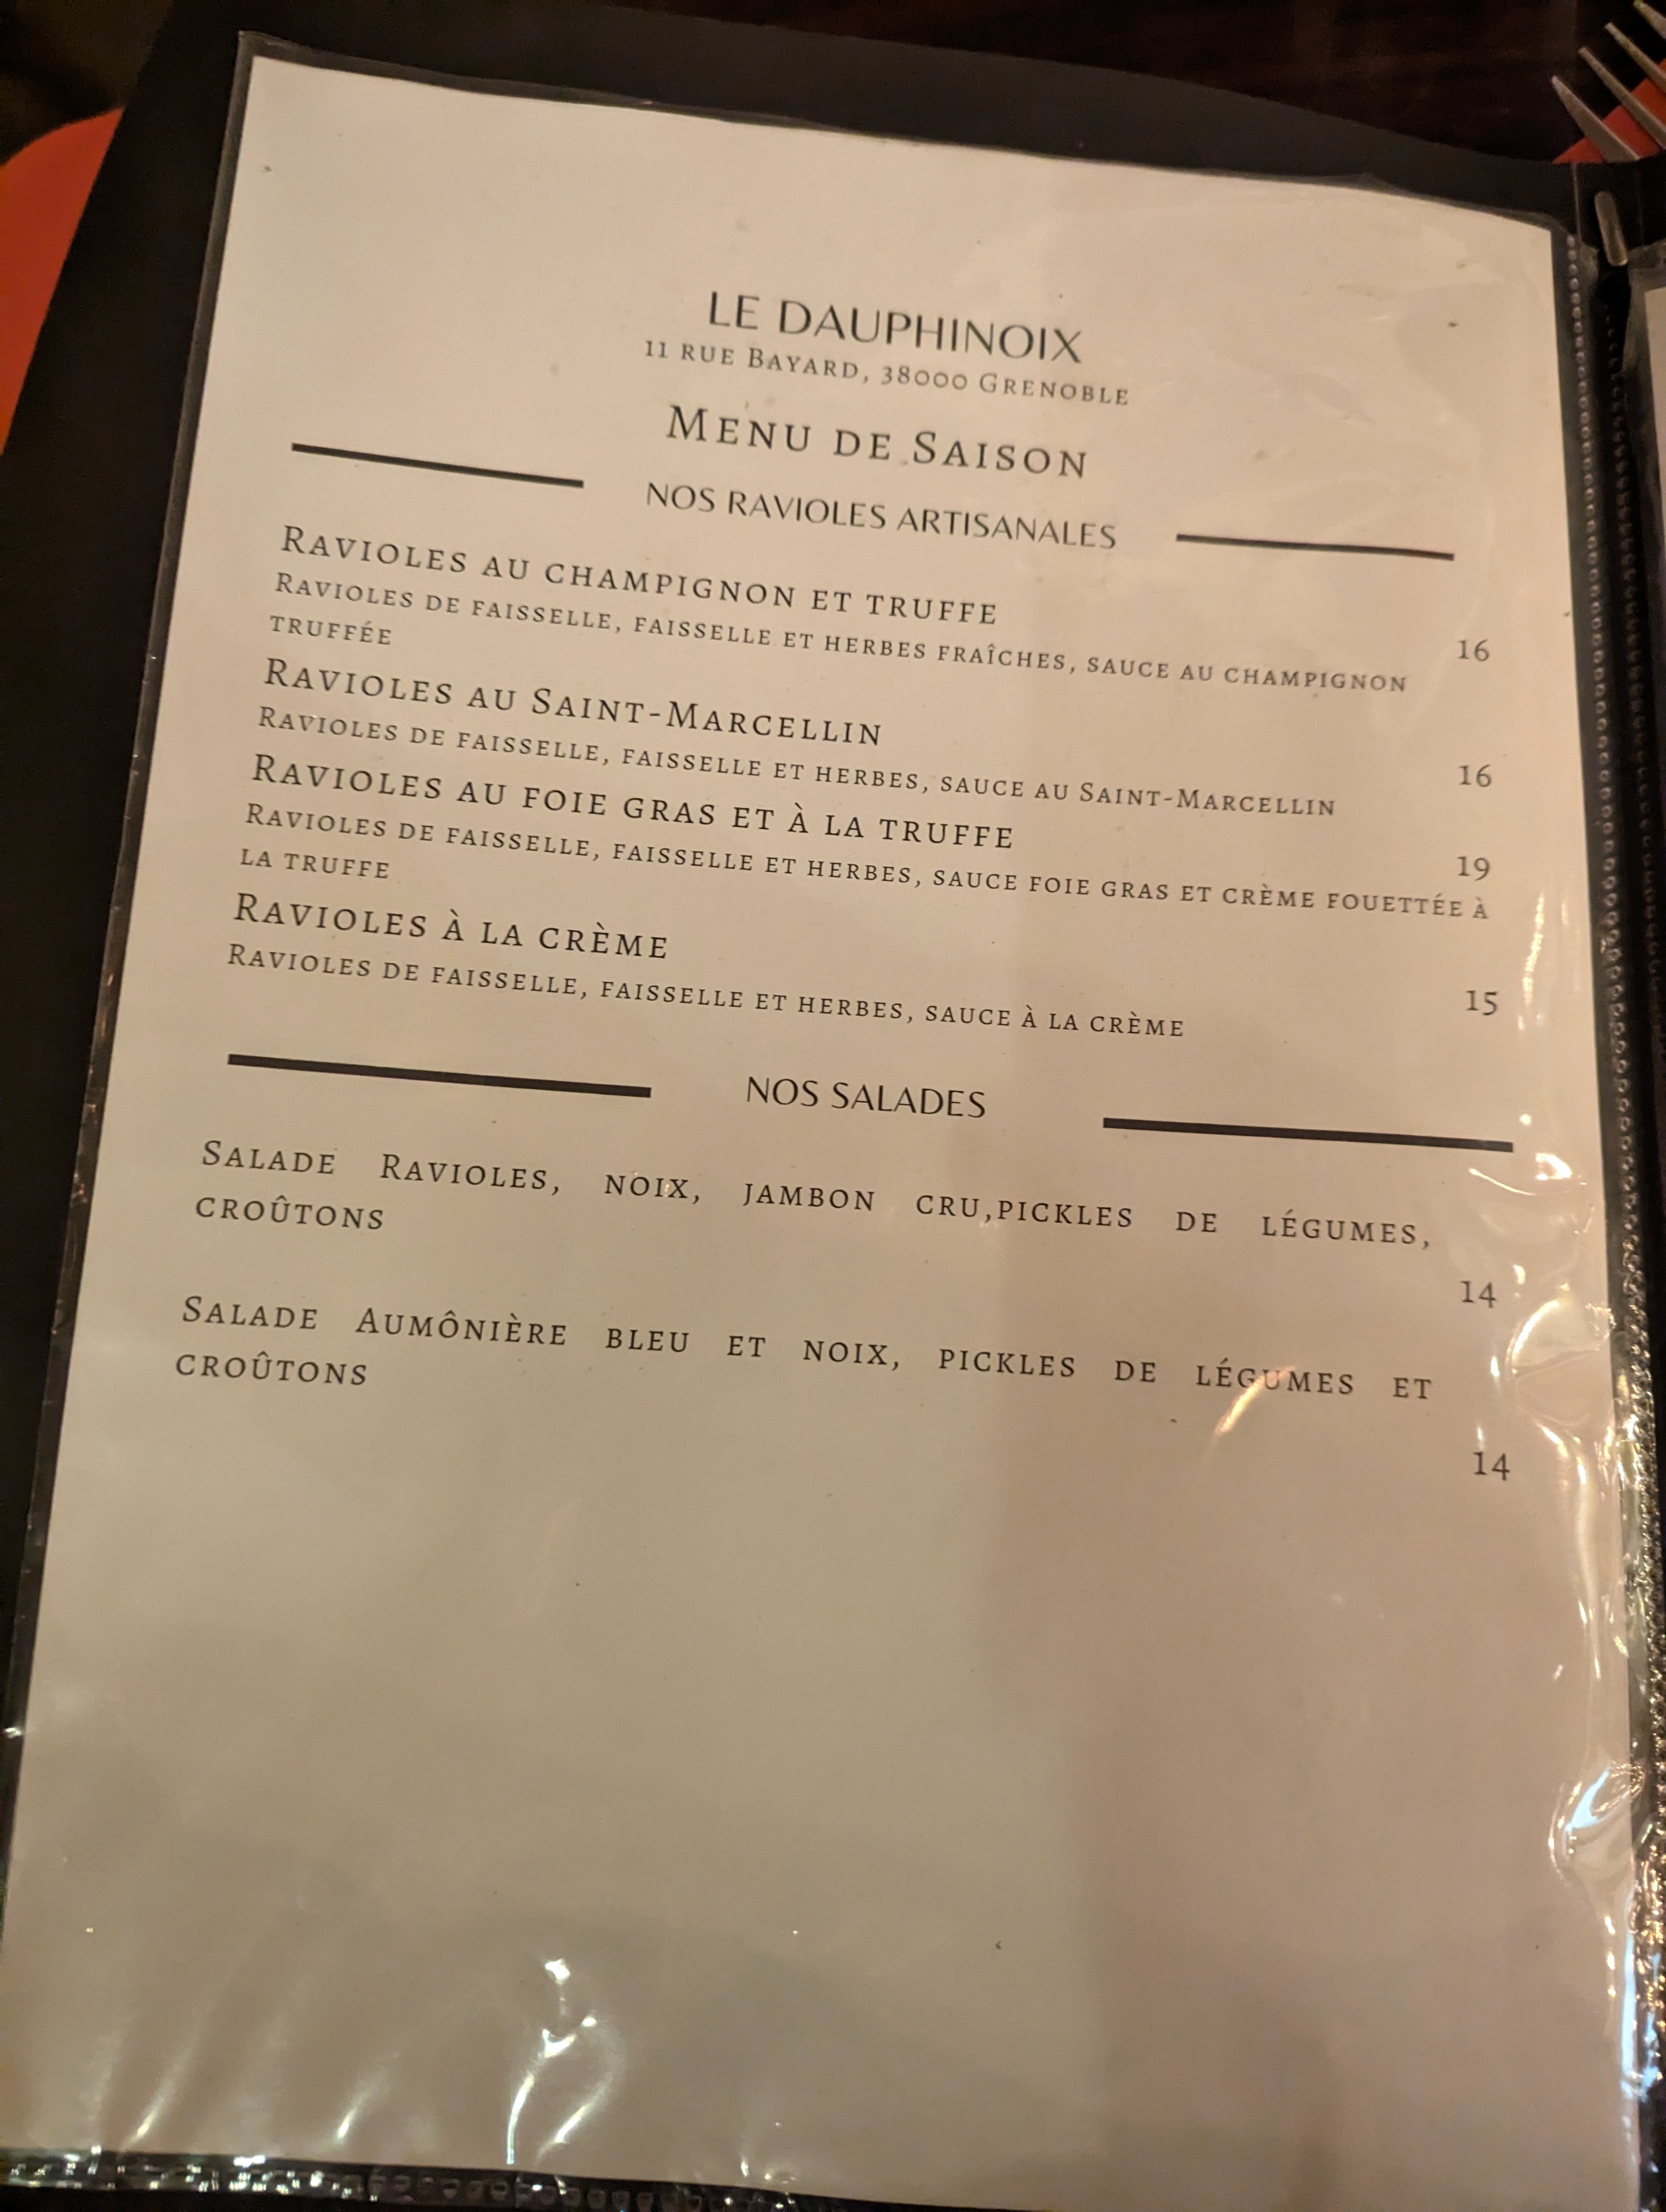 LE DAUPHINOIX
11 RUE BAYARD, 38000 GRENOBLE
MENU DE SAISON
NOS RAVIOLES ARTISANALES
RAVIOLES AU CHAMPIGNON ET TRUFFE
16
RAVIOLES DE FAISSELLE, FAISSELLE ET HERBES FRAÎCHES, SAUCE AU CHAMPIGNON
TRUFFÉE
RAVIOLES AU SAINT-MARCELLIN
16
RAVIOLES DE FAISSELLE, FAISSELLE ET HERBES, SAUCE AU SAINT-MARCELLIN
RAVIOLES AU FOIE GRAS ET À LA TRUFFE
19
RAVIOLES DE FAISSELLE, FAISSELLE ET HERBES, SAUCE FOIE GRAS ET CRÈME FOUETTÉE À
LA TRUFFE
RAVIOLES À LA CRÈME
15
RAVIOLES DE FAISSELLE, FAISSELLE ET HERBES, SAUCE À LA CRÈME
NOS SALADES
SALADE RAVIOLES, NOIX, JAMBON CRU,PICKLES DE LÉGUMES,
CROÛTONS
14
SALADE AUMÔNIÈRE BLEU ET NOIX, PICKLES DE LÉGUMES ET
CROÛTONS
14